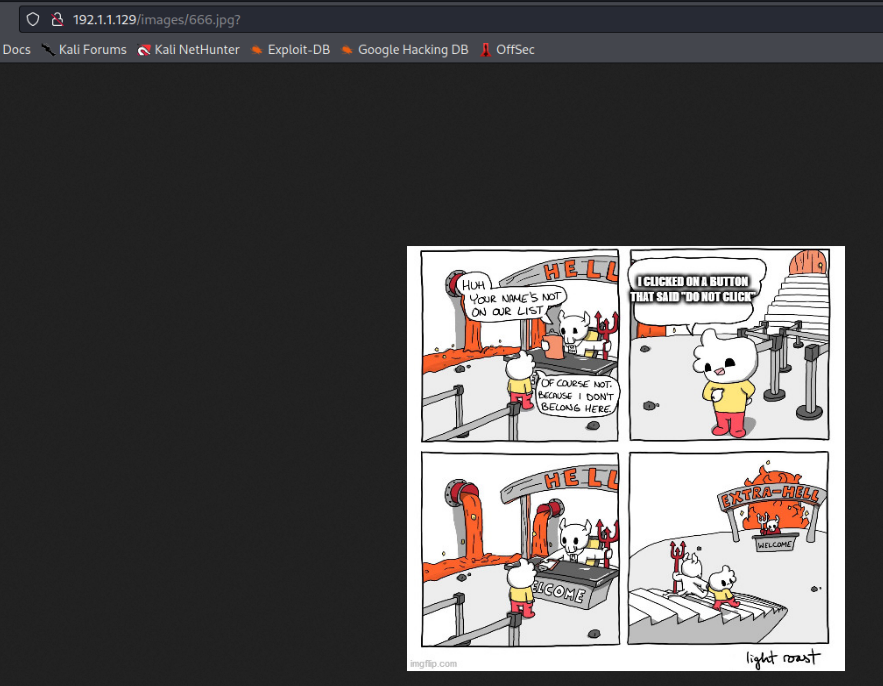 192.1.1.129/images/666.jpg?
Docs Kali Forums Kali NetHunter Exploit-DB Google Hacking DB OffSec
HELL
HUH
YOUR NAME'S NOT
ON OUR LIST
OF COURSE NOT.
BECAUSE I DON'T
BELONG HERE.
I CLICKED ON A BUTTON
THAT SAID "DO NOT CLICK"
HELL
ELCOME
EXTRA-HELL
WELCOME
imgflip.com
light roast